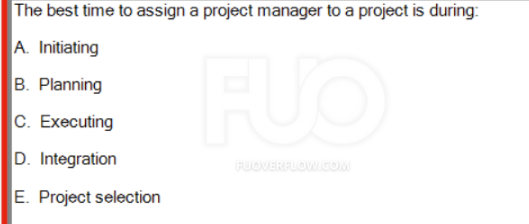 The best time to assign a project manager to a project is during:
A. Initiating
B. Planning
C. Executing
D. Integration
E. Project selection
FUO
FUOVERFLOW.COM